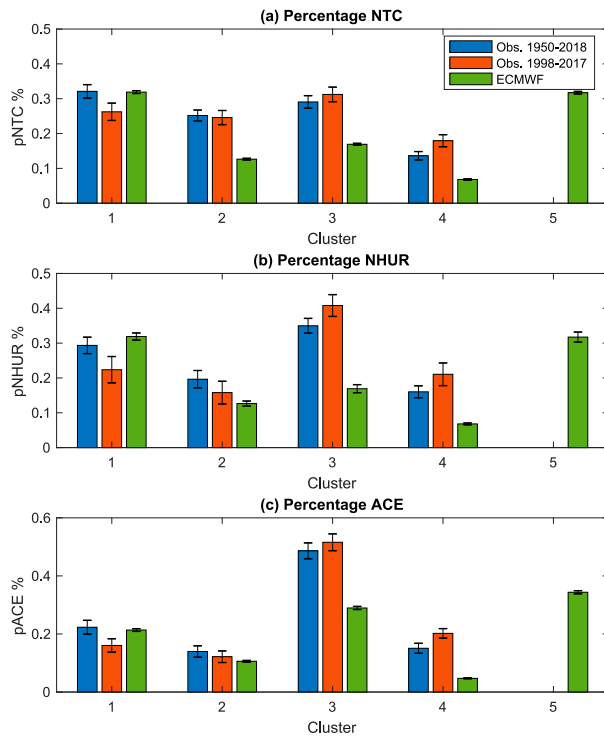 (a) Percentage NTC
0.5
0.4
0.3
0.2
0.1
0
pNTC %
Obs. 1950-2018
Obs. 1998-2017
ECMWF
1 2 3 4 5
Cluster
(b) Percentage NHUR
0.5
0.4
0.3
0.2
0.1
0
pNHUR %
1 2 3 4 5
Cluster
(c) Percentage ACE
0.6
0.4
0.2
0
pACE %
1 2 3 4 5
Cluster